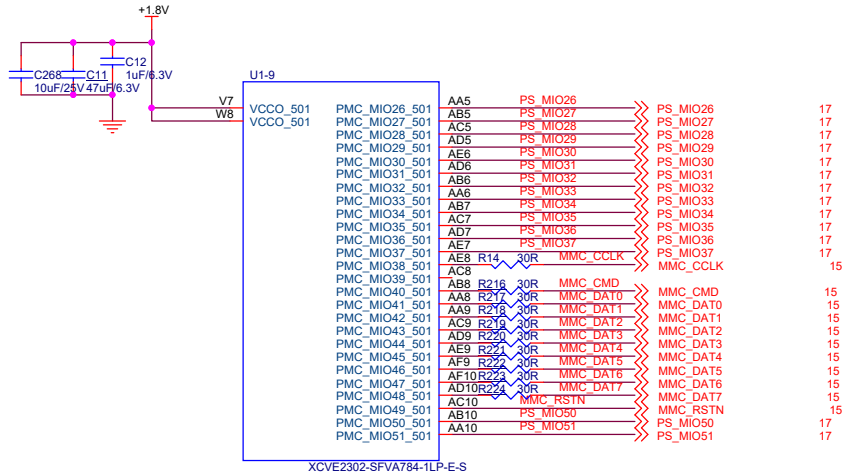 +1.8V
C268
10uF/25V
C11
47uF/6.3V
C12
1uF/6.3V
U1-9
V7 VCCO_501
W8 VCCO_501
PMC_MIO26_501 AA5 PS_MIO26 PS_MIO26 17
PMC_MIO27_501 AB5 PS_MIO27 PS_MIO27 17
PMC_MIO28_501 AC5 PS_MIO28 PS_MIO28 17
PMC_MIO29_501 AD5 PS_MIO29 PS_MIO29 17
PMC_MIO30_501 AE6 PS_MIO30 PS_MIO30 17
PMC_MIO31_501 AD6 PS_MIO31 PS_MIO31 17
PMC_MIO32_501 AB6 PS_MIO32 PS_MIO32 17
PMC_MIO33_501 AA6 PS_MIO33 PS_MIO33 17
PMC_MIO34_501 AB7 PS_MIO34 PS_MIO34 17
PMC_MIO35_501 AC7 PS_MIO35 PS_MIO35 17
PMC_MIO36_501 AD7 PS_MIO36 PS_MIO36 17
PMC_MIO37_501 AE7 PS_MIO37 PS_MIO37 17
PMC_MIO38_501 AE8 R14 30R MMC_CCLK MMC_CCLK 15
PMC_MIO39_501 AC8
PMC_MIO40_501 AB8 R216 30R MMC_CMD MMC_CMD 15
PMC_MIO41_501 AA8 R217 30R MMC_DAT0 MMC_DAT0 15
PMC_MIO42_501 AA9 R218 30R MMC_DAT1 MMC_DAT1 15
PMC_MIO43_501 AC9 R219 30R MMC_DAT2 MMC_DAT2 15
PMC_MIO44_501 AD9 R220 30R MMC_DAT3 MMC_DAT3 15
PMC_MIO45_501 AE9 R221 30R MMC_DAT4 MMC_DAT4 15
PMC_MIO46_501 AF9 R222 30R MMC_DAT5 MMC_DAT5 15
PMC_MIO47_501 AF10 R223 30R MMC_DAT6 MMC_DAT6 15
PMC_MIO48_501 AD10 R224 30R MMC_DAT7 MMC_DAT7 15
PMC_MIO49_501 AC10 MMC_RSTN MMC_RSTN 15
PMC_MIO50_501 AB10 PS_MIO50 PS_MIO50 17
PMC_MIO51_501 AA10 PS_MIO51 PS_MIO51 17
XCVE2302-SFVA784-1LP-E-S